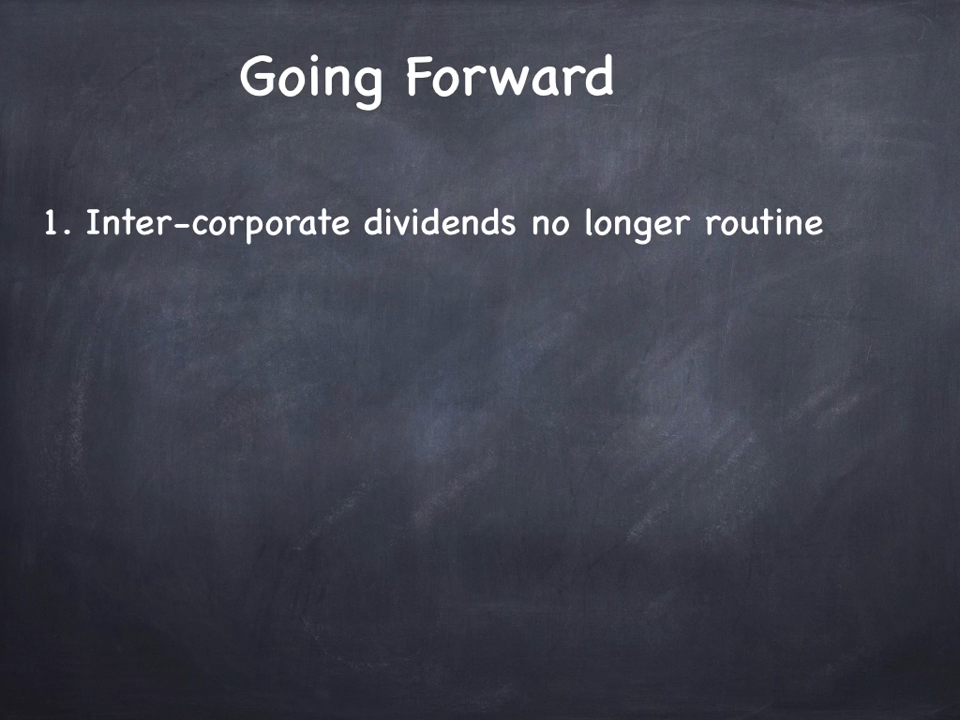 Going Forward
1. Inter-corporate dividends no longer routine